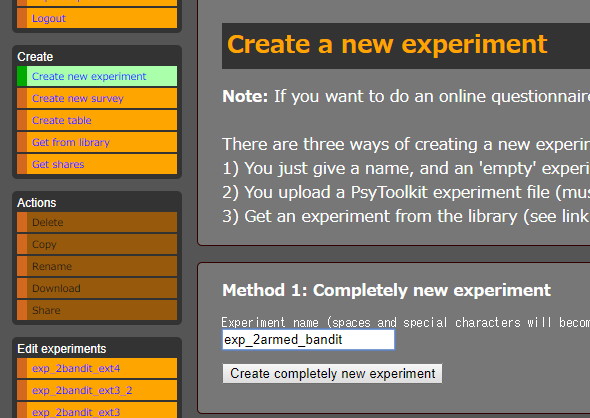 Logout
Create
Create new experiment
Create new survey
Create table
Get from library
Get shares
Actions
Delete
Copy
Rename
Download
Share
Edit experiments
exp_2bandit_ext4
exp_2bandit_ext3_2
exp_2bandit_ext3
Create a new experiment
Note: If you want to do an online questionnaire
There are three ways of creating a new experi
1) You just give a name, and an 'empty' experi
2) You upload a PsyToolkit experiment file (mus
3) Get an experiment from the library (see link
Method 1: Completely new experiment
Experiment name (spaces and special characters will becom
exp_2armed_bandit
Create completely new experiment